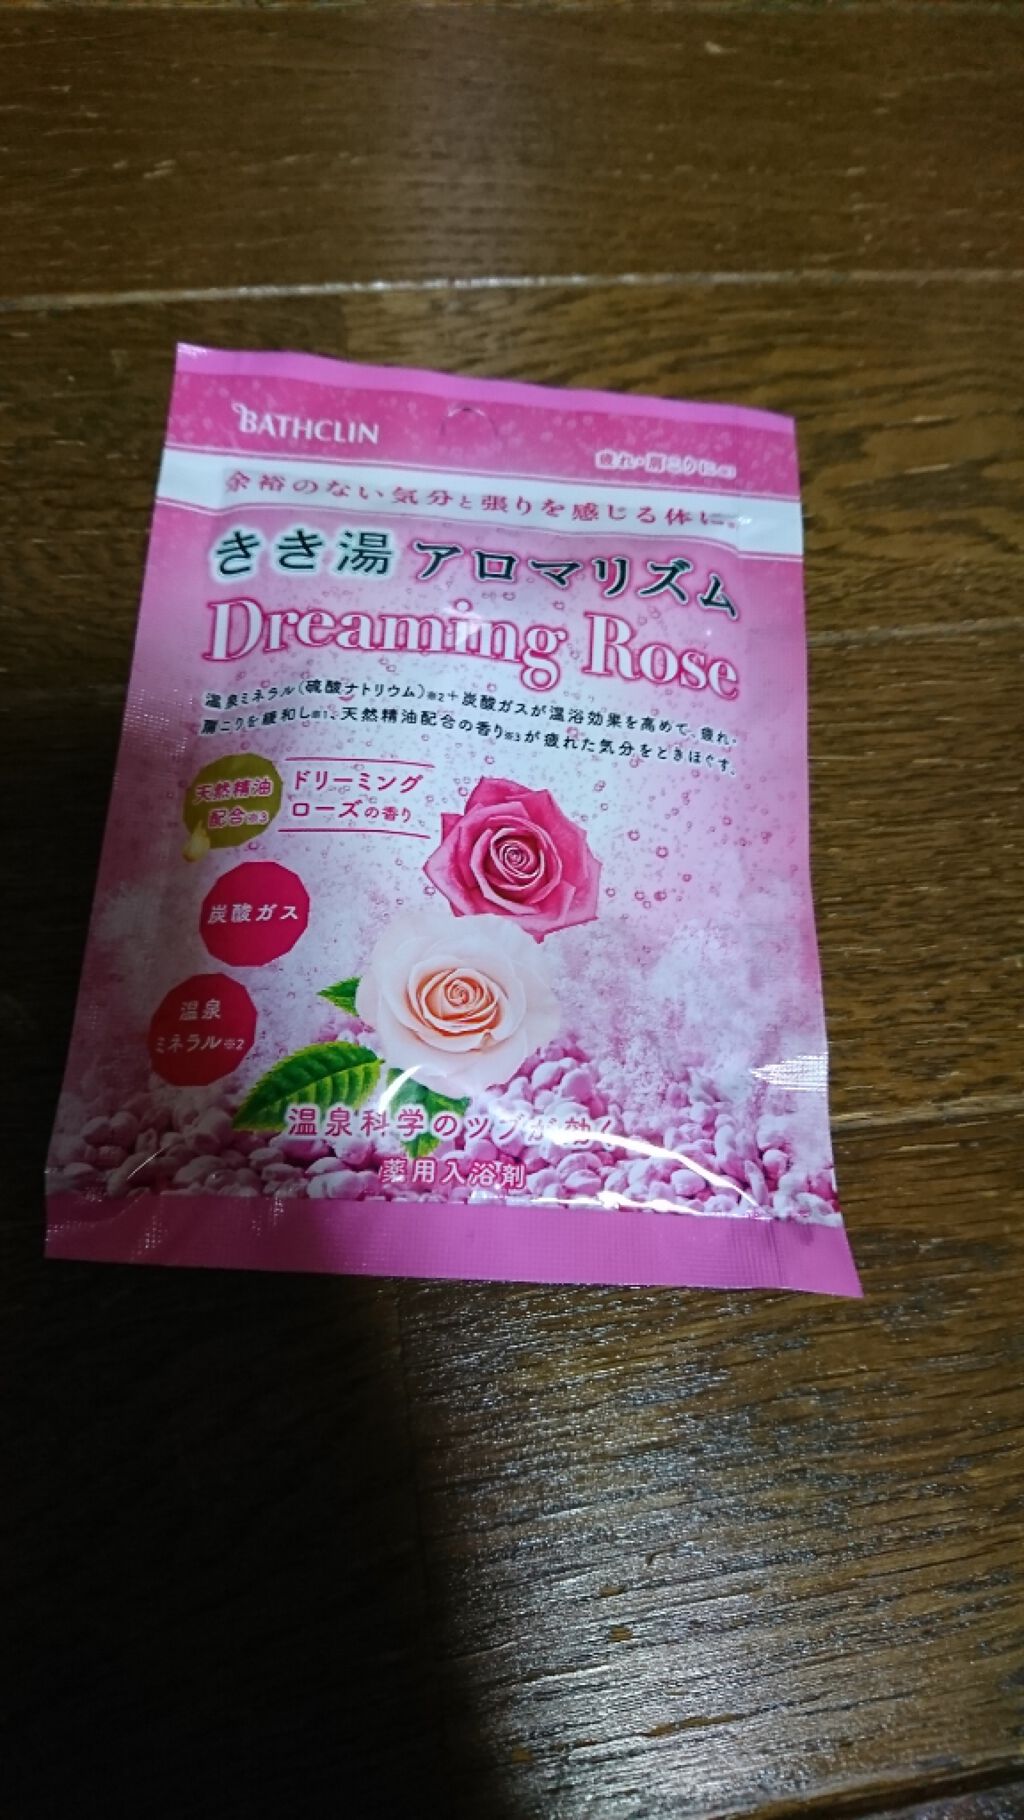 BATHCLIN
疲れ・肩こりに※1
余裕のない気分と張りを感じる体に。
きき湯 アロマリズム
Dreaming Rose
温泉ミネラル(硫酸ナトリウム)※2+炭酸ガスが温浴効果を高めて、疲れ・
肩こりを緩和し※1、天然精油配合の香り※3が疲れた気分をときほぐす。
天然精油
配合※3
ドリーミング
ローズの香り
炭酸ガス
温泉
ミネラル※2
温泉科学のツブが効く
薬用入浴剤